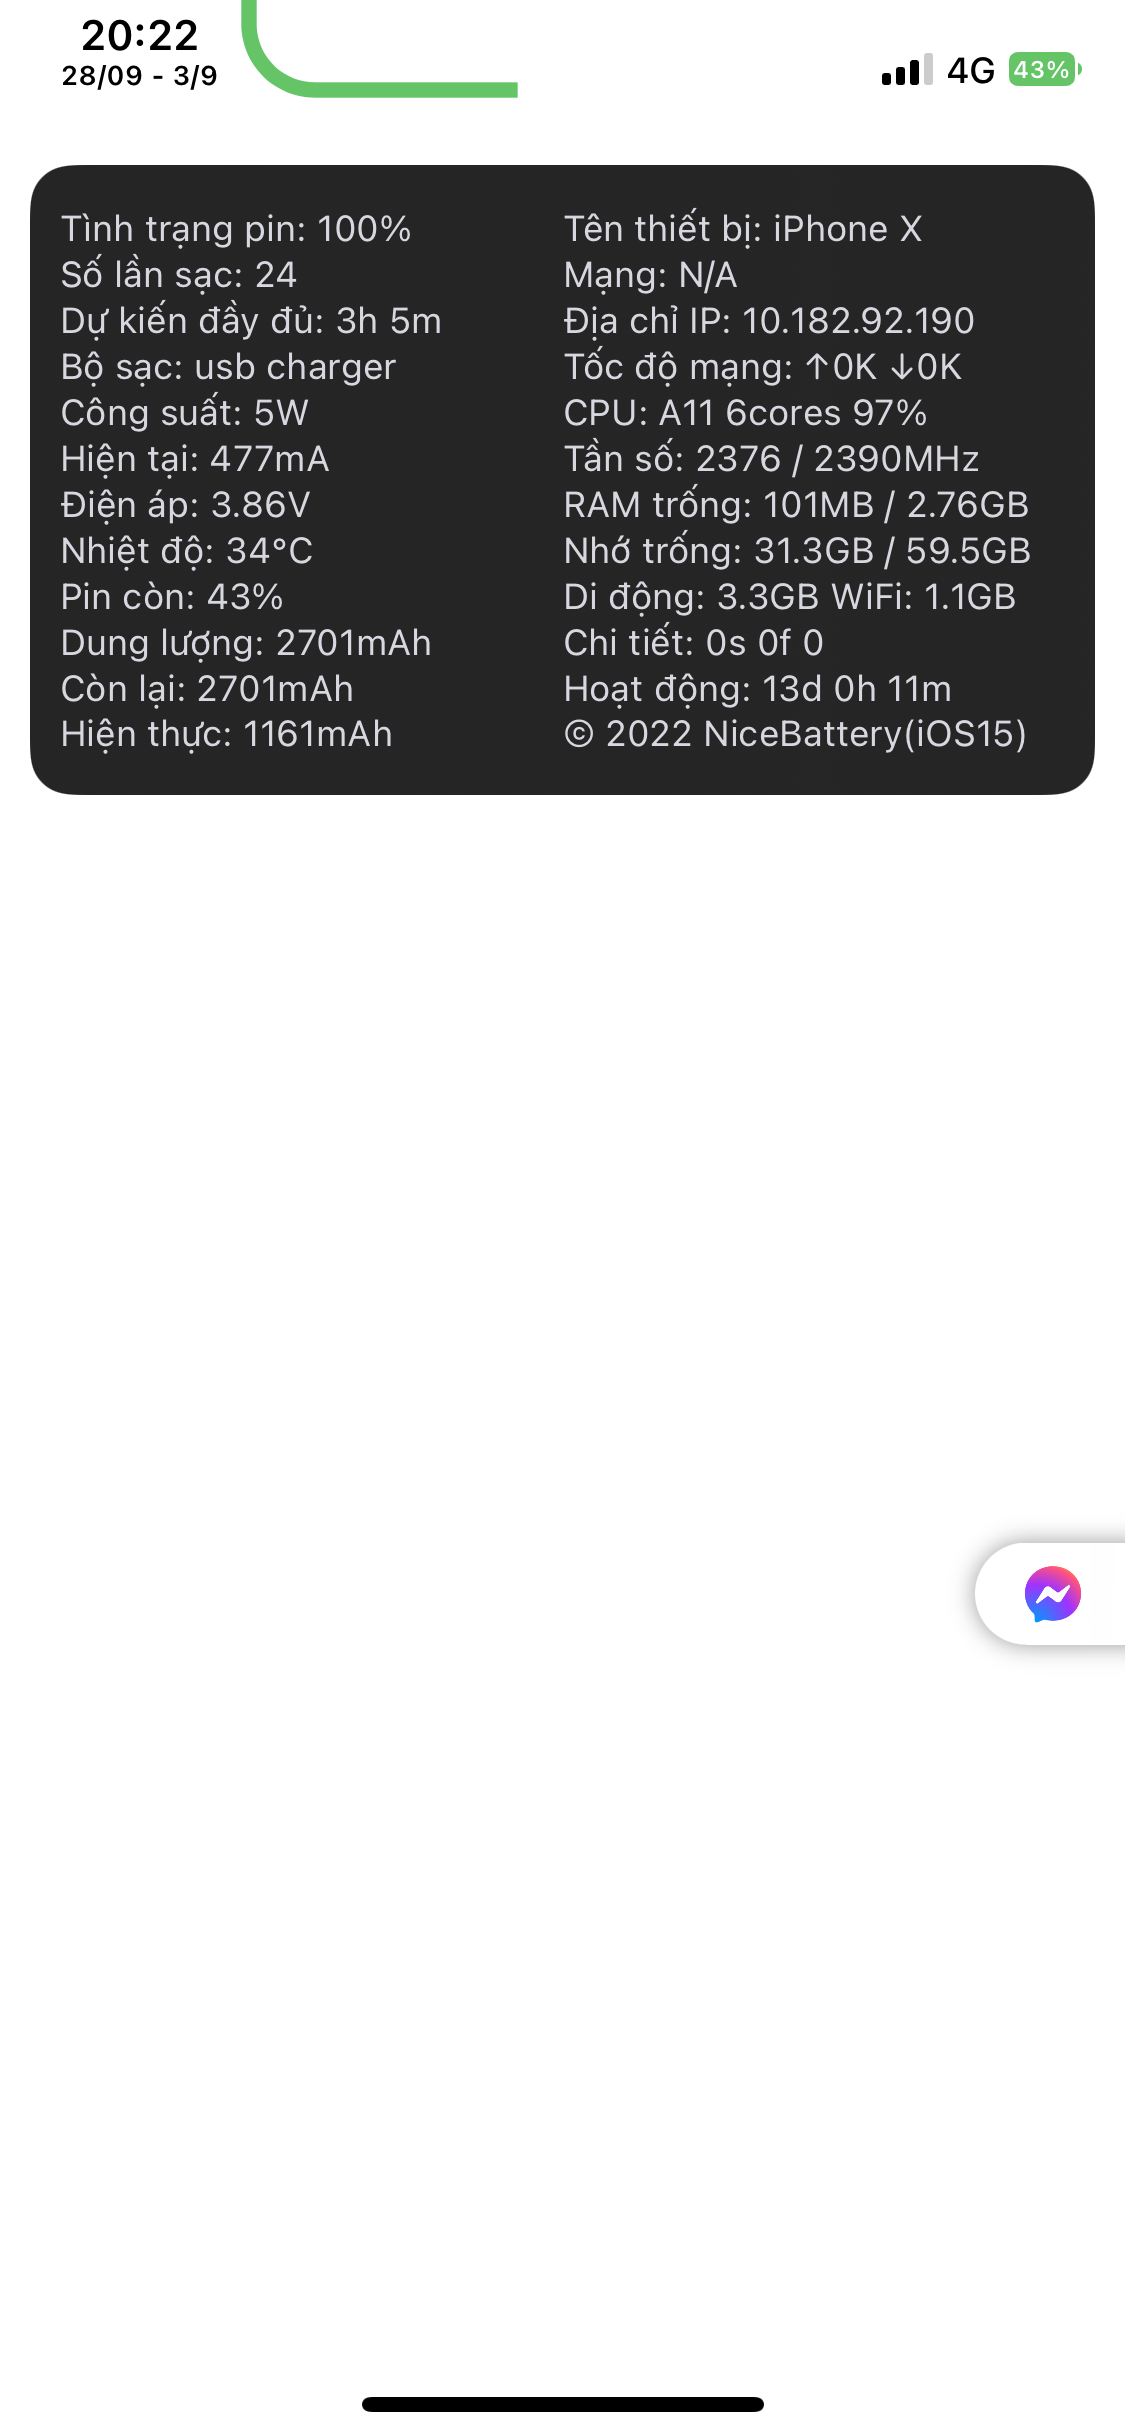 20:22
28/09 - 3/9
4G 43%
Tình trạng pin: 100%
Số lần sạc: 24
Dự kiến đầy đủ: 3h 5m
Bộ sạc: usb charger
Công suất: 5W
Hiện tại: 477mA
Điện áp: 3.86V
Nhiệt độ: 34°C
Pin còn: 43%
Dung lượng: 2701mAh
Còn lại: 2701mAh
Hiện thực: 1161mAh
Tên thiết bị: iPhone X
Mạng: N/A
Địa chỉ IP: 10.182.92.190
Tốc độ mạng: ↑0K ↓0K
CPU: A11 6cores 97%
Tần số: 2376 / 2390MHz
RAM trống: 101MB / 2.76GB
Nhớ trống: 31.3GB / 59.5GB
Di động: 3.3GB WiFi: 1.1GB
Chi tiết: 0s 0f 0
Hoạt động: 13d 0h 11m
© 2022 NiceBattery(iOS15)